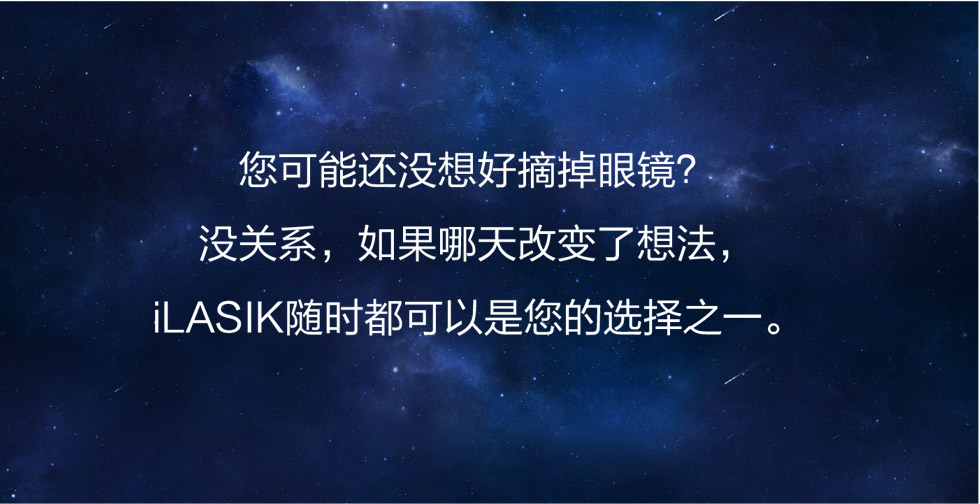 您可能还没想好摘掉眼镜？
没关系，如果哪天改变了想法，
iLASIK随时都可以是您的选择之一。